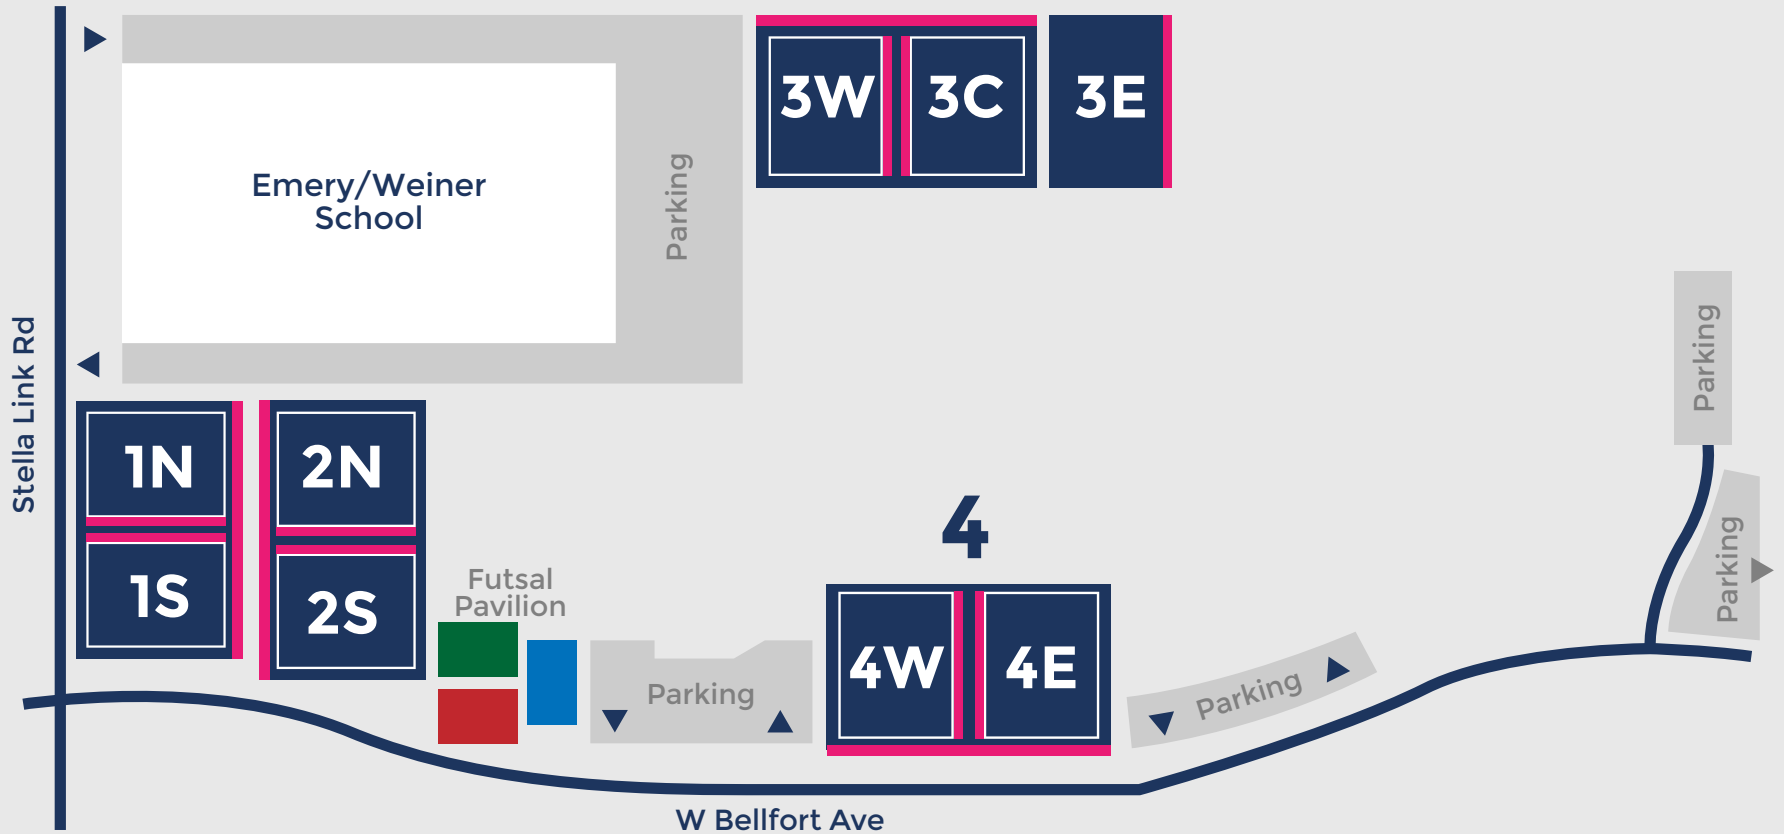 3W
3C
3E
Emery/Weiner
School
Parking
Stella Link Rd
Parking
1N
2N
4
Parking
1S
2S
Futsal
Pavilion
Parking
4W
4E
Parking
W Bellfort Ave